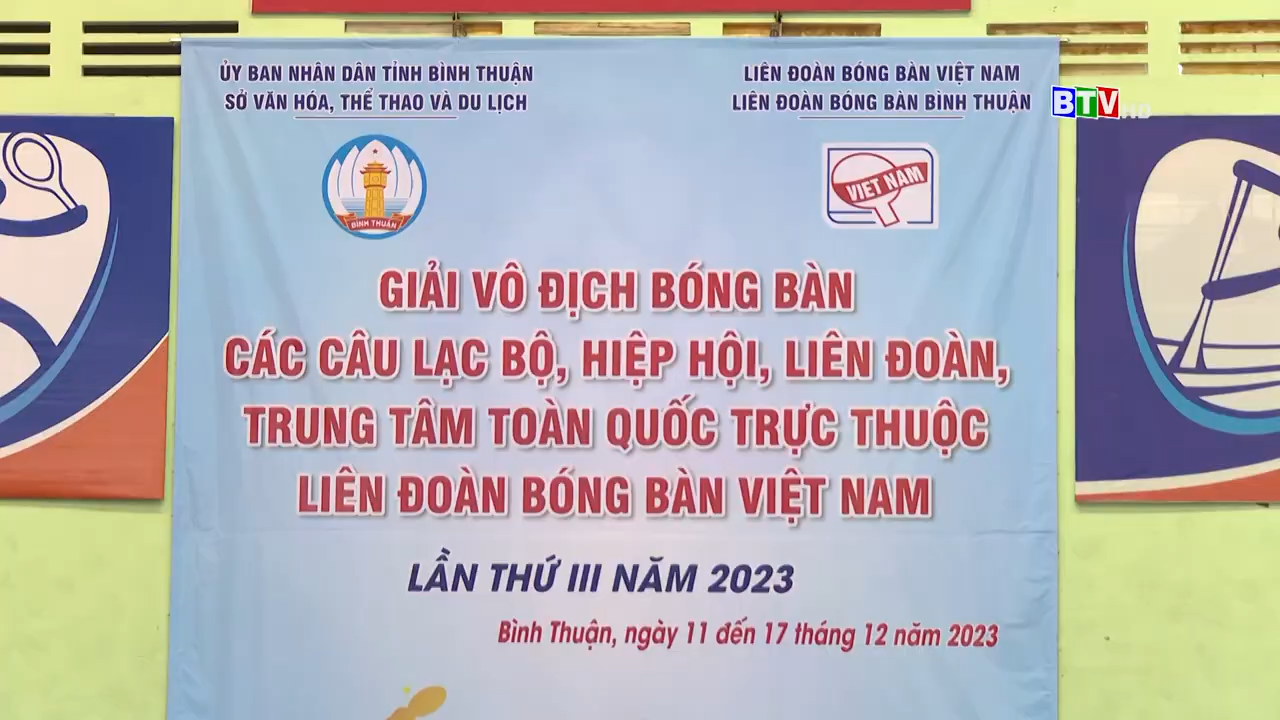 ỦY BAN NHÂN DÂN TỈNH BÌNH THUẬN
SỞ VĂN HÓA, THỂ THAO VÀ DU LỊCH
LIÊN ĐOÀN BÓNG BÀN VIỆT NAM
LIÊN ĐOÀN BÓNG BÀN BÌNH THUẬN
BTV HD
BÌNH THUẬN
VIET NAM
GIẢI VÔ ĐỊCH BÓNG BÀN
CÁC CÂU LẠC BỘ, HIỆP HỘI, LIÊN ĐOÀN,
TRUNG TÂM TOÀN QUỐC TRỰC THUỘC
LIÊN ĐOÀN BÓNG BÀN VIỆT NAM
LẦN THỨ III NĂM 2023
Bình Thuận, ngày 11 đến 17 tháng 12 năm 2023